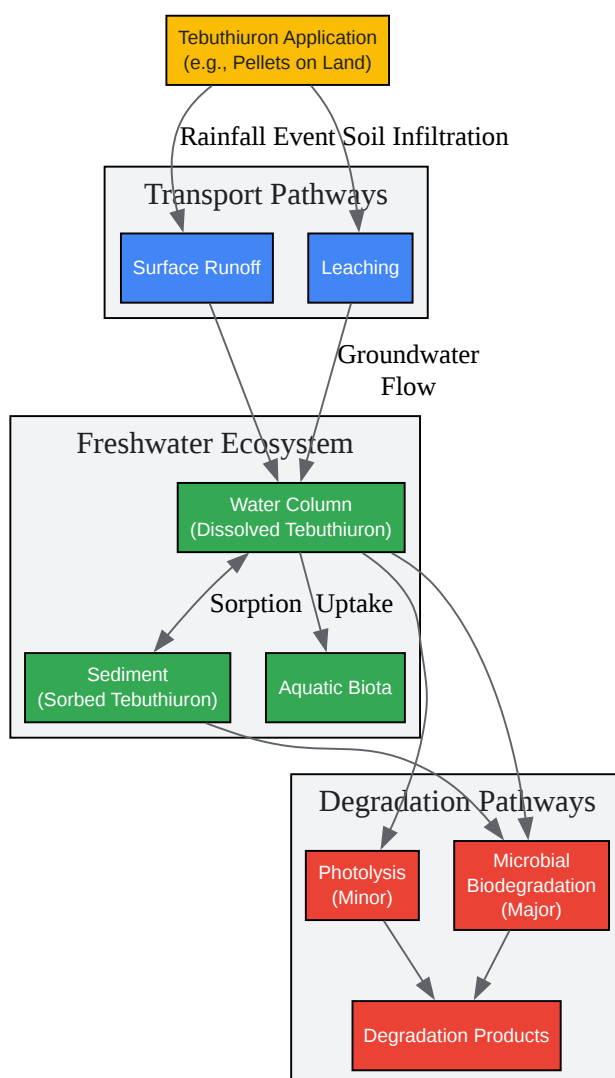 Tebuthiuron Application
(e.g., Pellets on Land)
Rainfall Event
Soil Infiltration
Transport Pathways
Surface Runoff
Leaching
Groundwater
Flow
Freshwater Ecosystem
Water Column
(Dissolved Tebuthiuron)
Sorption
Uptake
Sediment
(Sorbed Tebuthiuron)
Aquatic Biota
Degradation Pathways
Photolysis
(Minor)
Microbial
Biodegradation
(Major)
Degradation Products